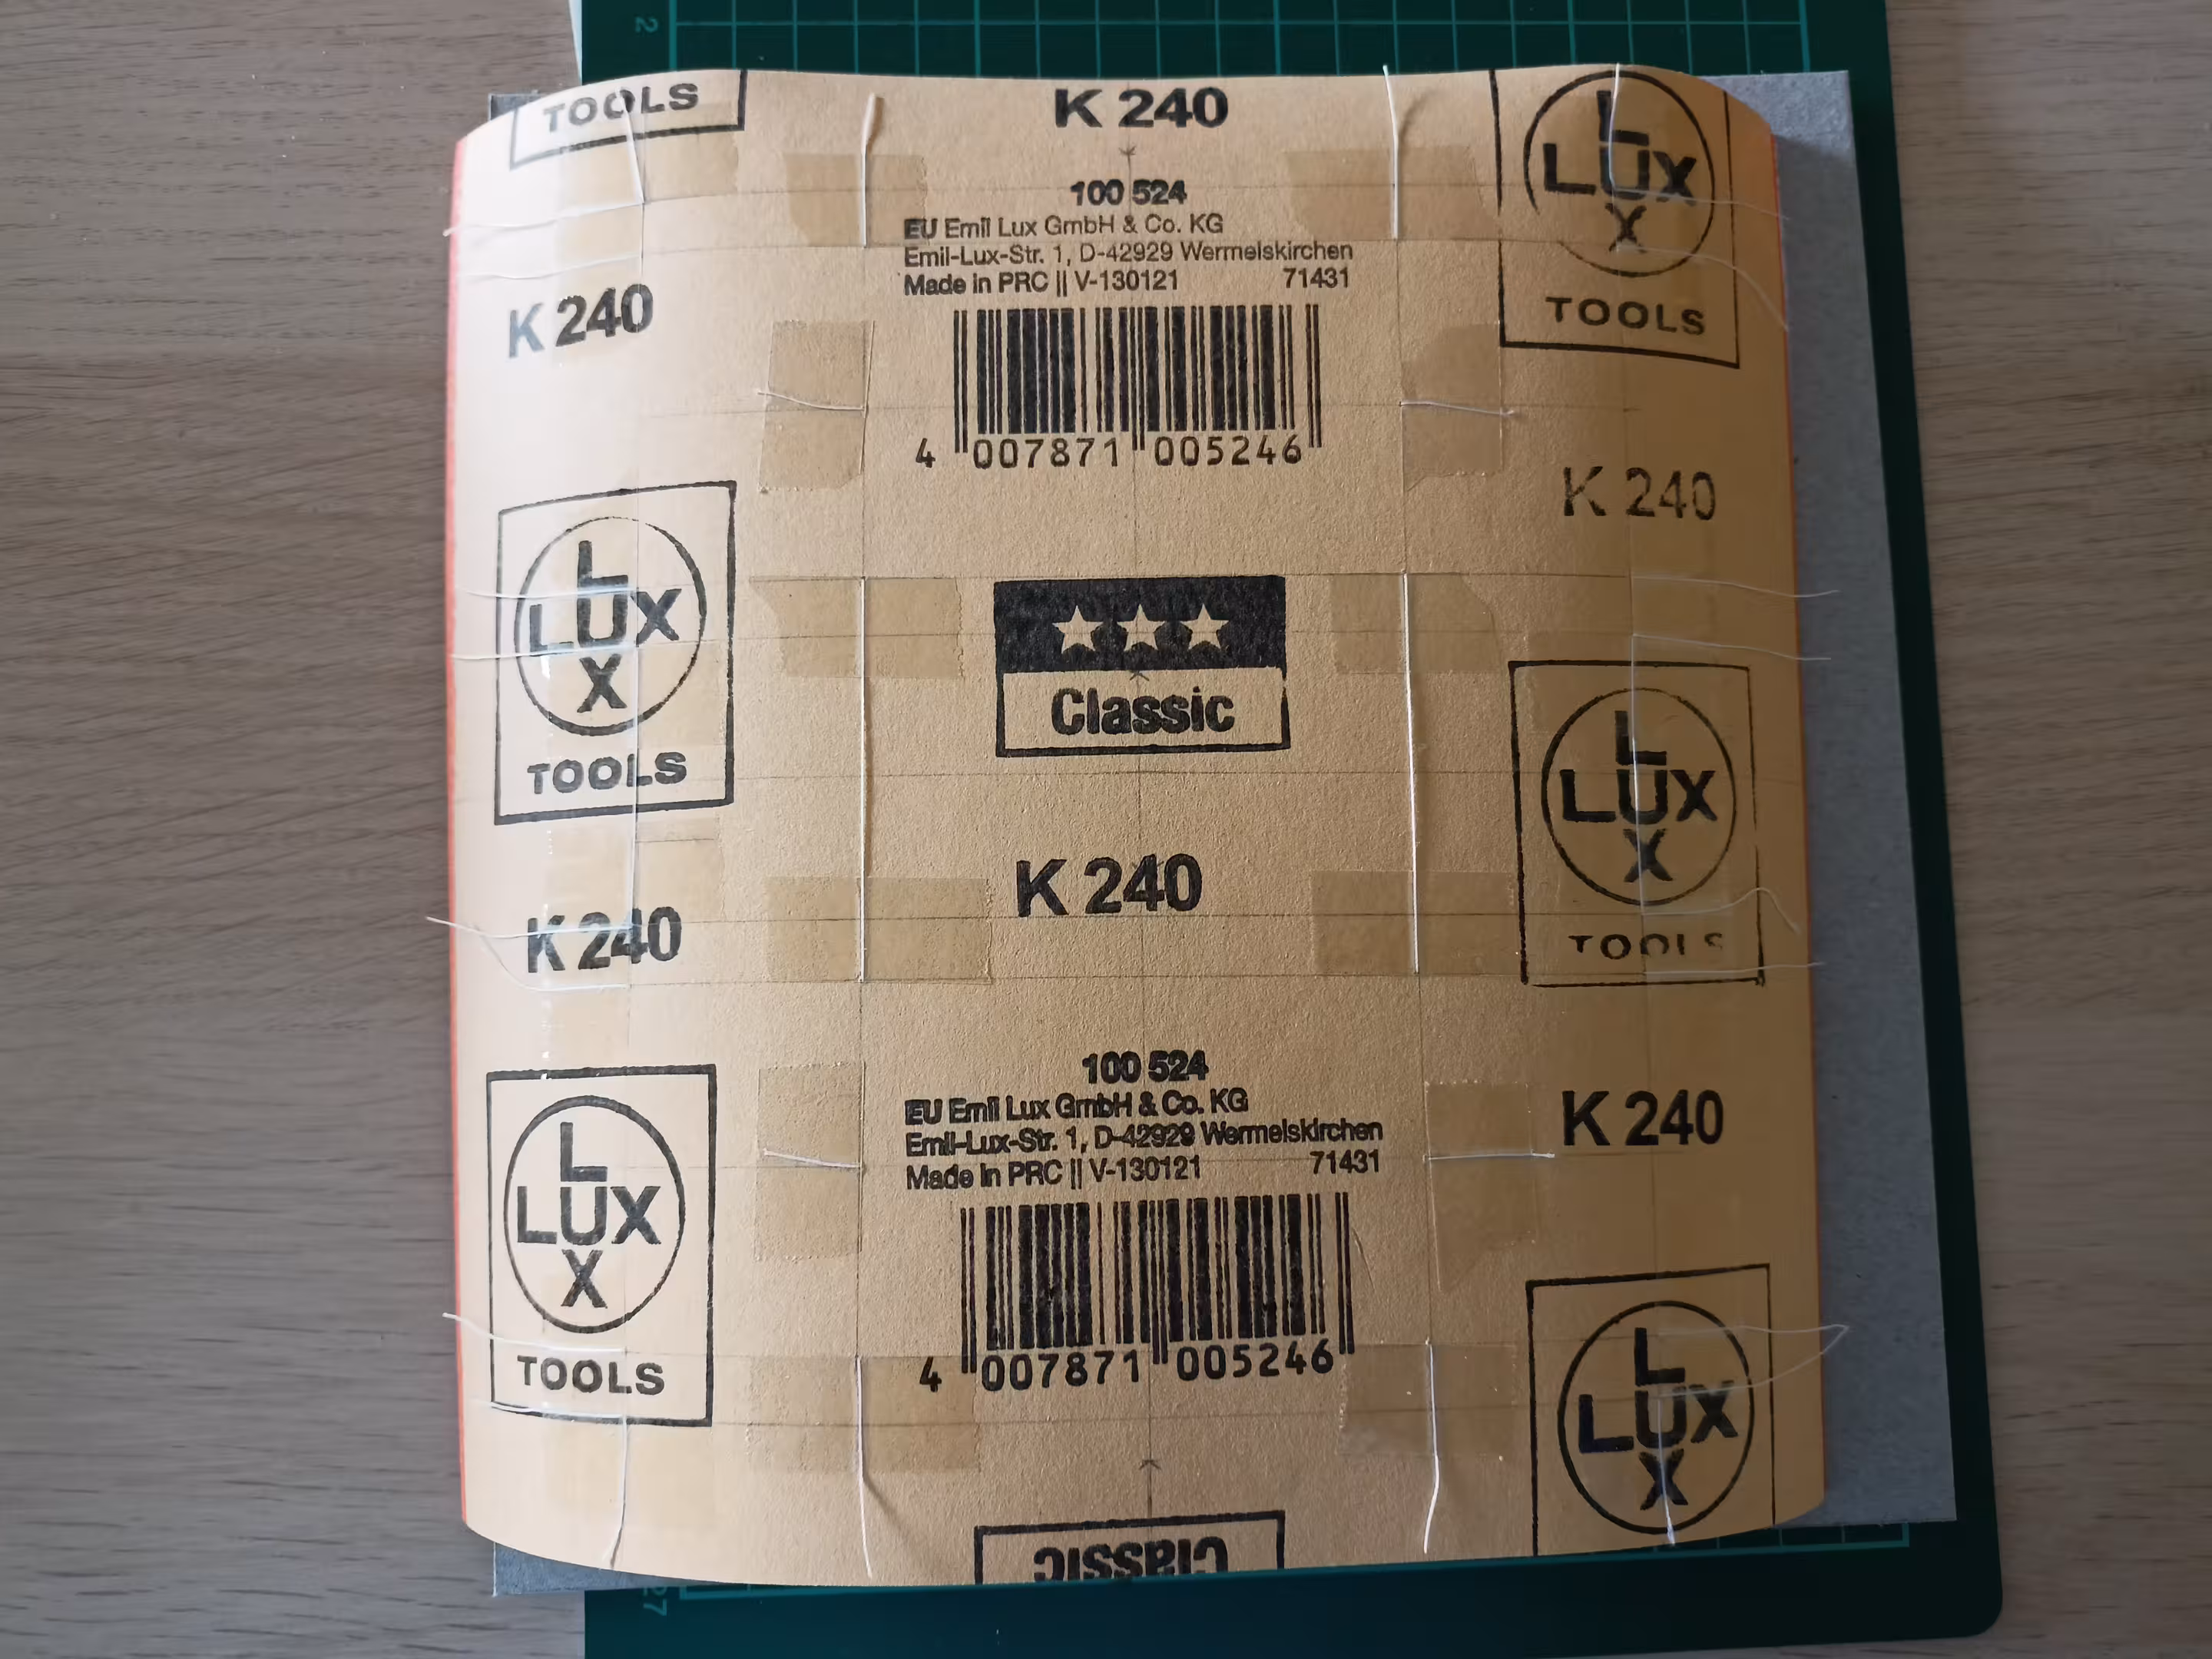 TOOLS
K 240
L
LUX
X
TOOLS
100 524
EU Emil Lux GmbH & Co. KG
Emil-Lux-Str. 1, D-42929 Wermelskirchen
Made in PRC || V-130121 71431
4 007871 005246
K 240
K 240
L
LUX
X
TOOLS
Classic
L
LUX
X
TOOLS
K 240
K 240
100 524
EU Emil Lux GmbH & Co. KG
Emil-Lux-Str. 1, D-42929 Wermelskirchen
Made in PRC || V-130121 71431
4 007871 005246
K 240
L
LUX
X
TOOLS
L
LUX
X
Classic
2
27